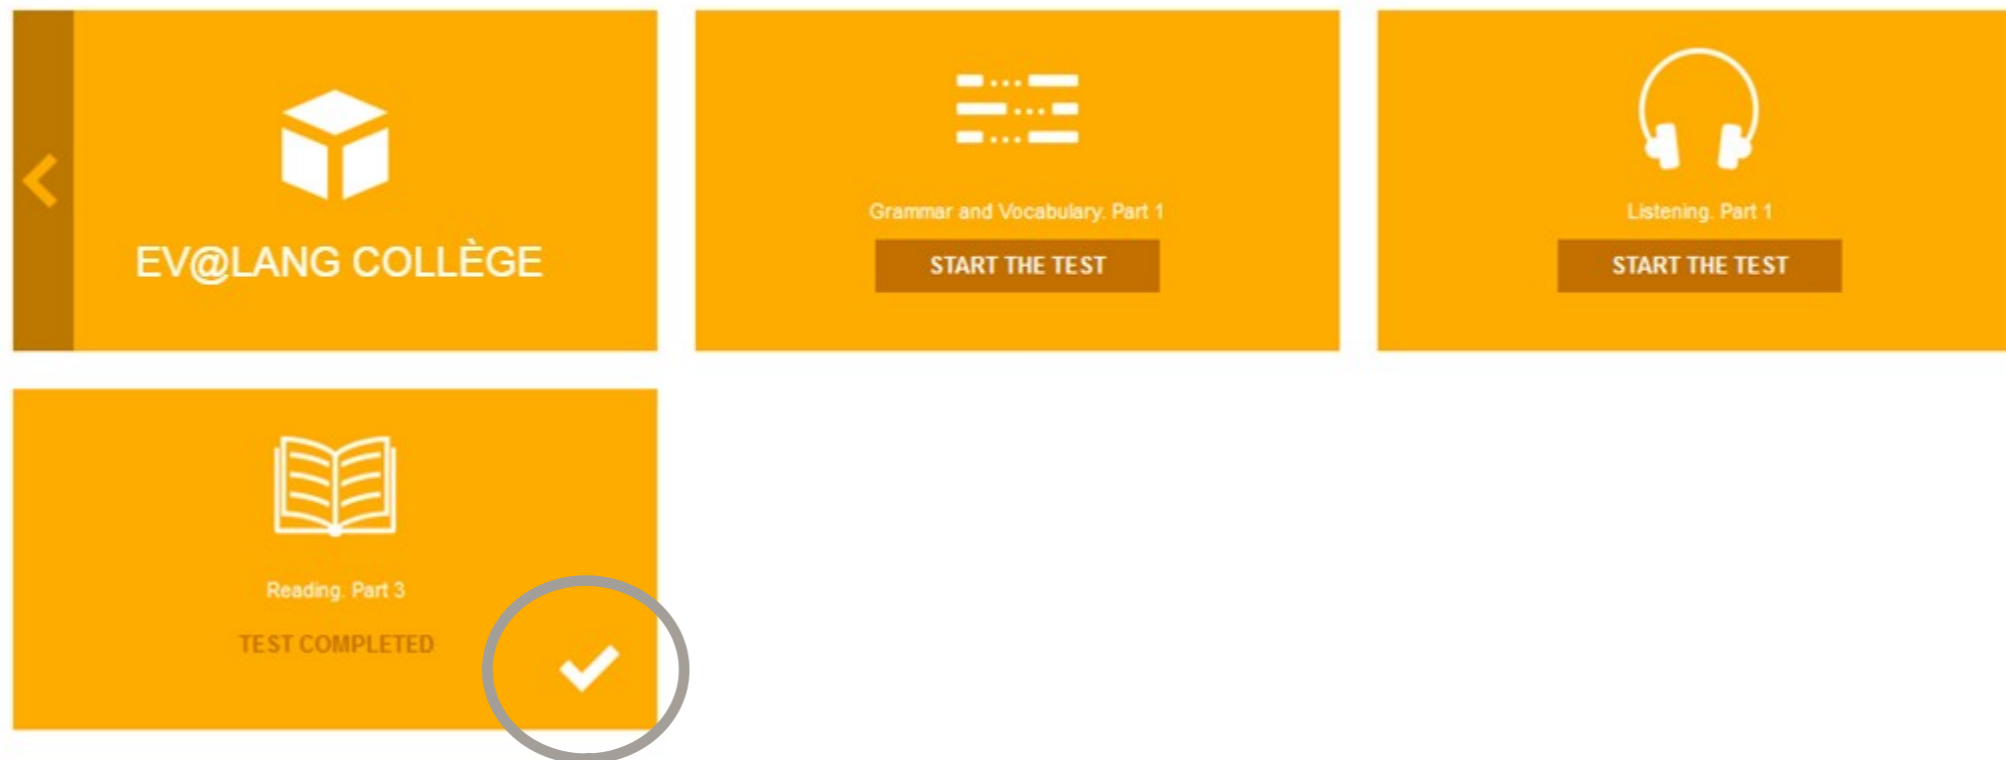 EV@LANG COLLÈGE
Grammar and Vocabulary. Part 1
START THE TEST
Listening. Part 1
START THE TEST
Reading. Part 3
TEST COMPLETED